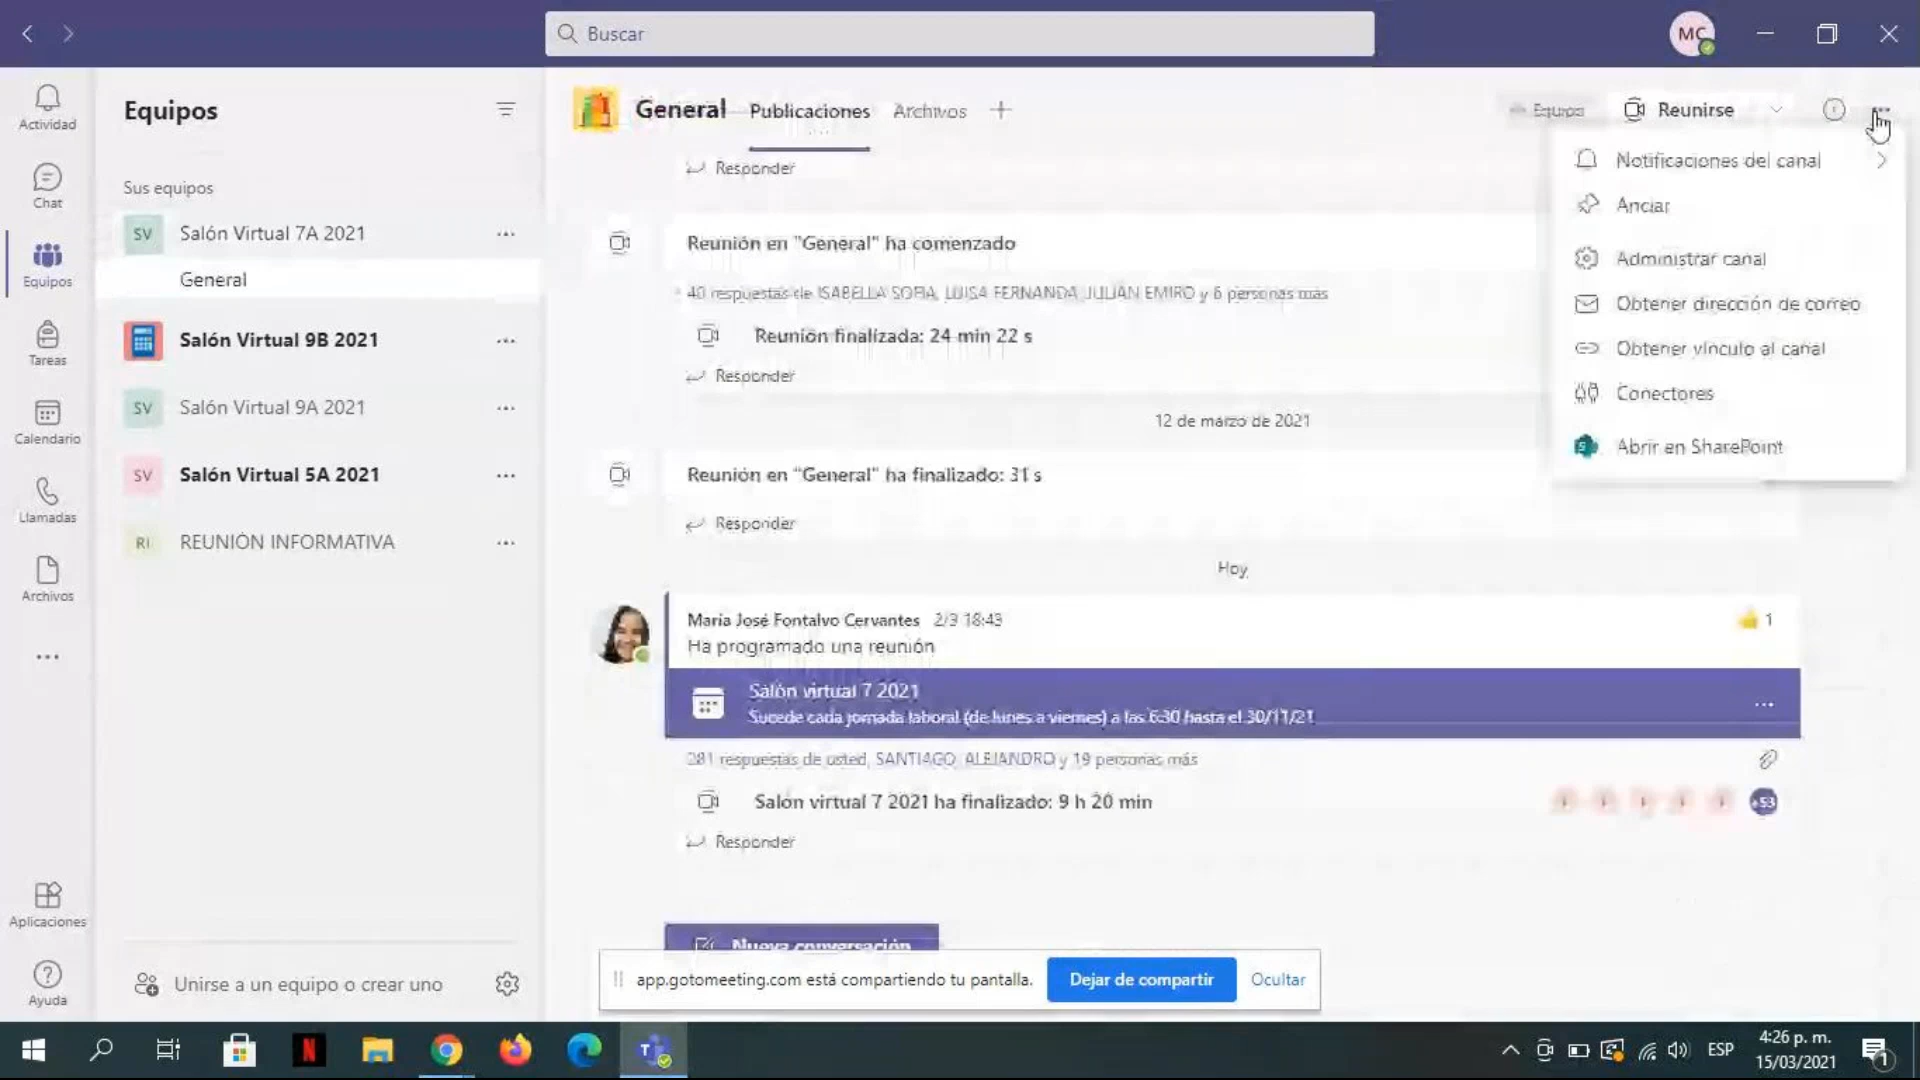 Buscar
MC
Actividad
Chat
Equipos
Tareas
Calendario
Llamadas
Archivos
Aplicaciones
Ayuda
Equipos
Sus equipos
SV Salón Virtual 7A 2021
General
Salón Virtual 9B 2021
SV Salón Virtual 9A 2021
SV Salón Virtual 5A 2021
RI REUNIÓN INFORMATIVA
Unirse a un equipo o crear uno
General Publicaciones Archivos
Equipo Reunirse
Responder
Reunión en "General" ha comenzado
40 respuestas de ISABELLA SOFIA, LUISA FERNANDA, JULIAN EMIRO y 6 personas más
Reunión finalizada: 24 min 22 s
Responder
12 de marzo de 2021
Reunión en "General" ha finalizado: 31 s
Responder
Hoy
Maria José Fontalvo Cervantes 2/3 18:43
1
Ha programado una reunión
Salón virtual 7 2021
Sucede cada jornada laboral (de lunes a viernes) a las 6:30 hasta el 30/11/21
281 respuestas de usted, SANTIAGO, ALEJANDRO y 19 personas más
Salón virtual 7 2021 ha finalizado: 9 h 20 min
+53
Responder
Nueva conversación
Notificaciones del canal
Anclar
Administrar canal
Obtener dirección de correo
Obtener vínculo al canal
Conectores
Abrir en SharePoint
app.gotomeeting.com está compartiendo tu pantalla.
Dejar de compartir
Ocultar
ESP
4:26 p. m.
15/03/2021
1